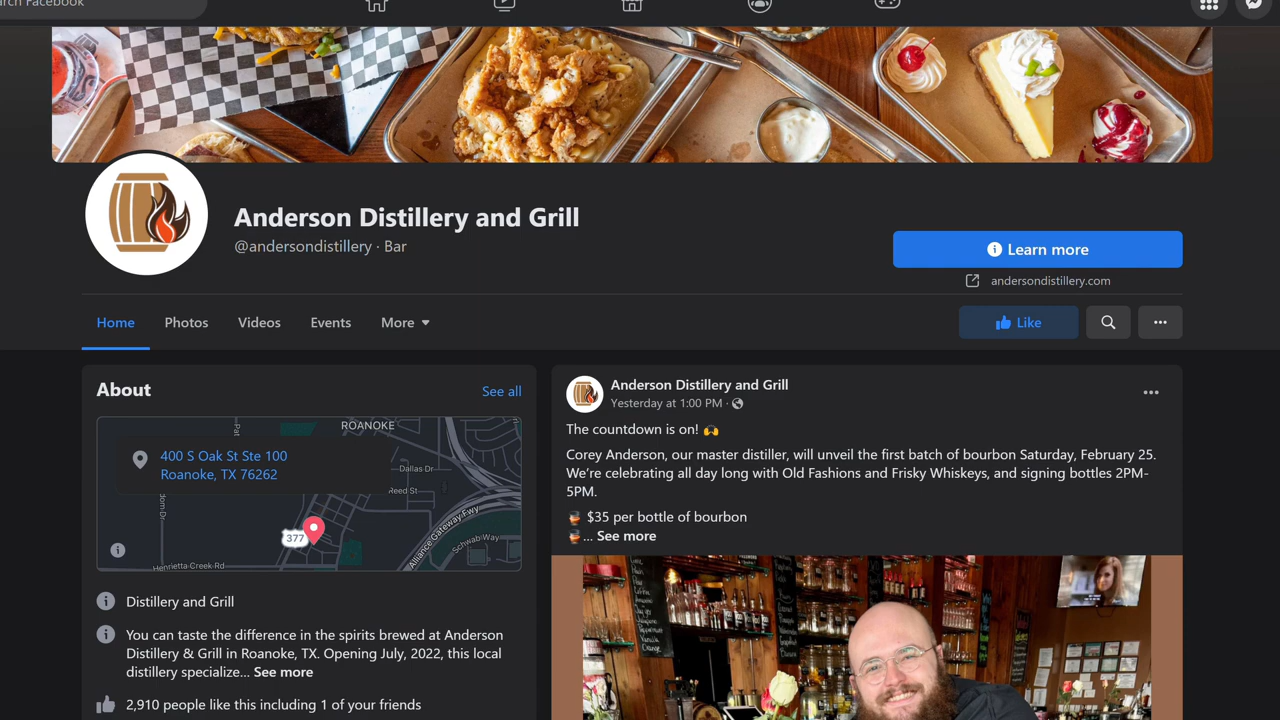 arch Facebook
Anderson Distillery and Grill
@andersondistillery · Bar
Learn more
andersondistillery.com
Home
Photos
Videos
Events
More
Like
About
See all
ROANOKE
400 S Oak St Ste 100
Roanoke, TX 76262
Dallas Dr
Reed St
377
Alliance Gateway Fwy
Schwab Way
Henrietta Creek Rd
Distillery and Grill
You can taste the difference in the spirits brewed at Anderson
Distillery & Grill in Roanoke, TX. Opening July, 2022, this local
distillery specialize... See more
2,910 people like this including 1 of your friends
Anderson Distillery and Grill
Yesterday at 1:00 PM ·
The countdown is on! 🙌
Corey Anderson, our master distiller, will unveil the first batch of bourbon Saturday, February 25.
We’re celebrating all day long with Old Fashions and Frisky Whiskeys, and signing bottles 2PM-
5PM.
🥃 $35 per bottle of bourbon
🥃... See more